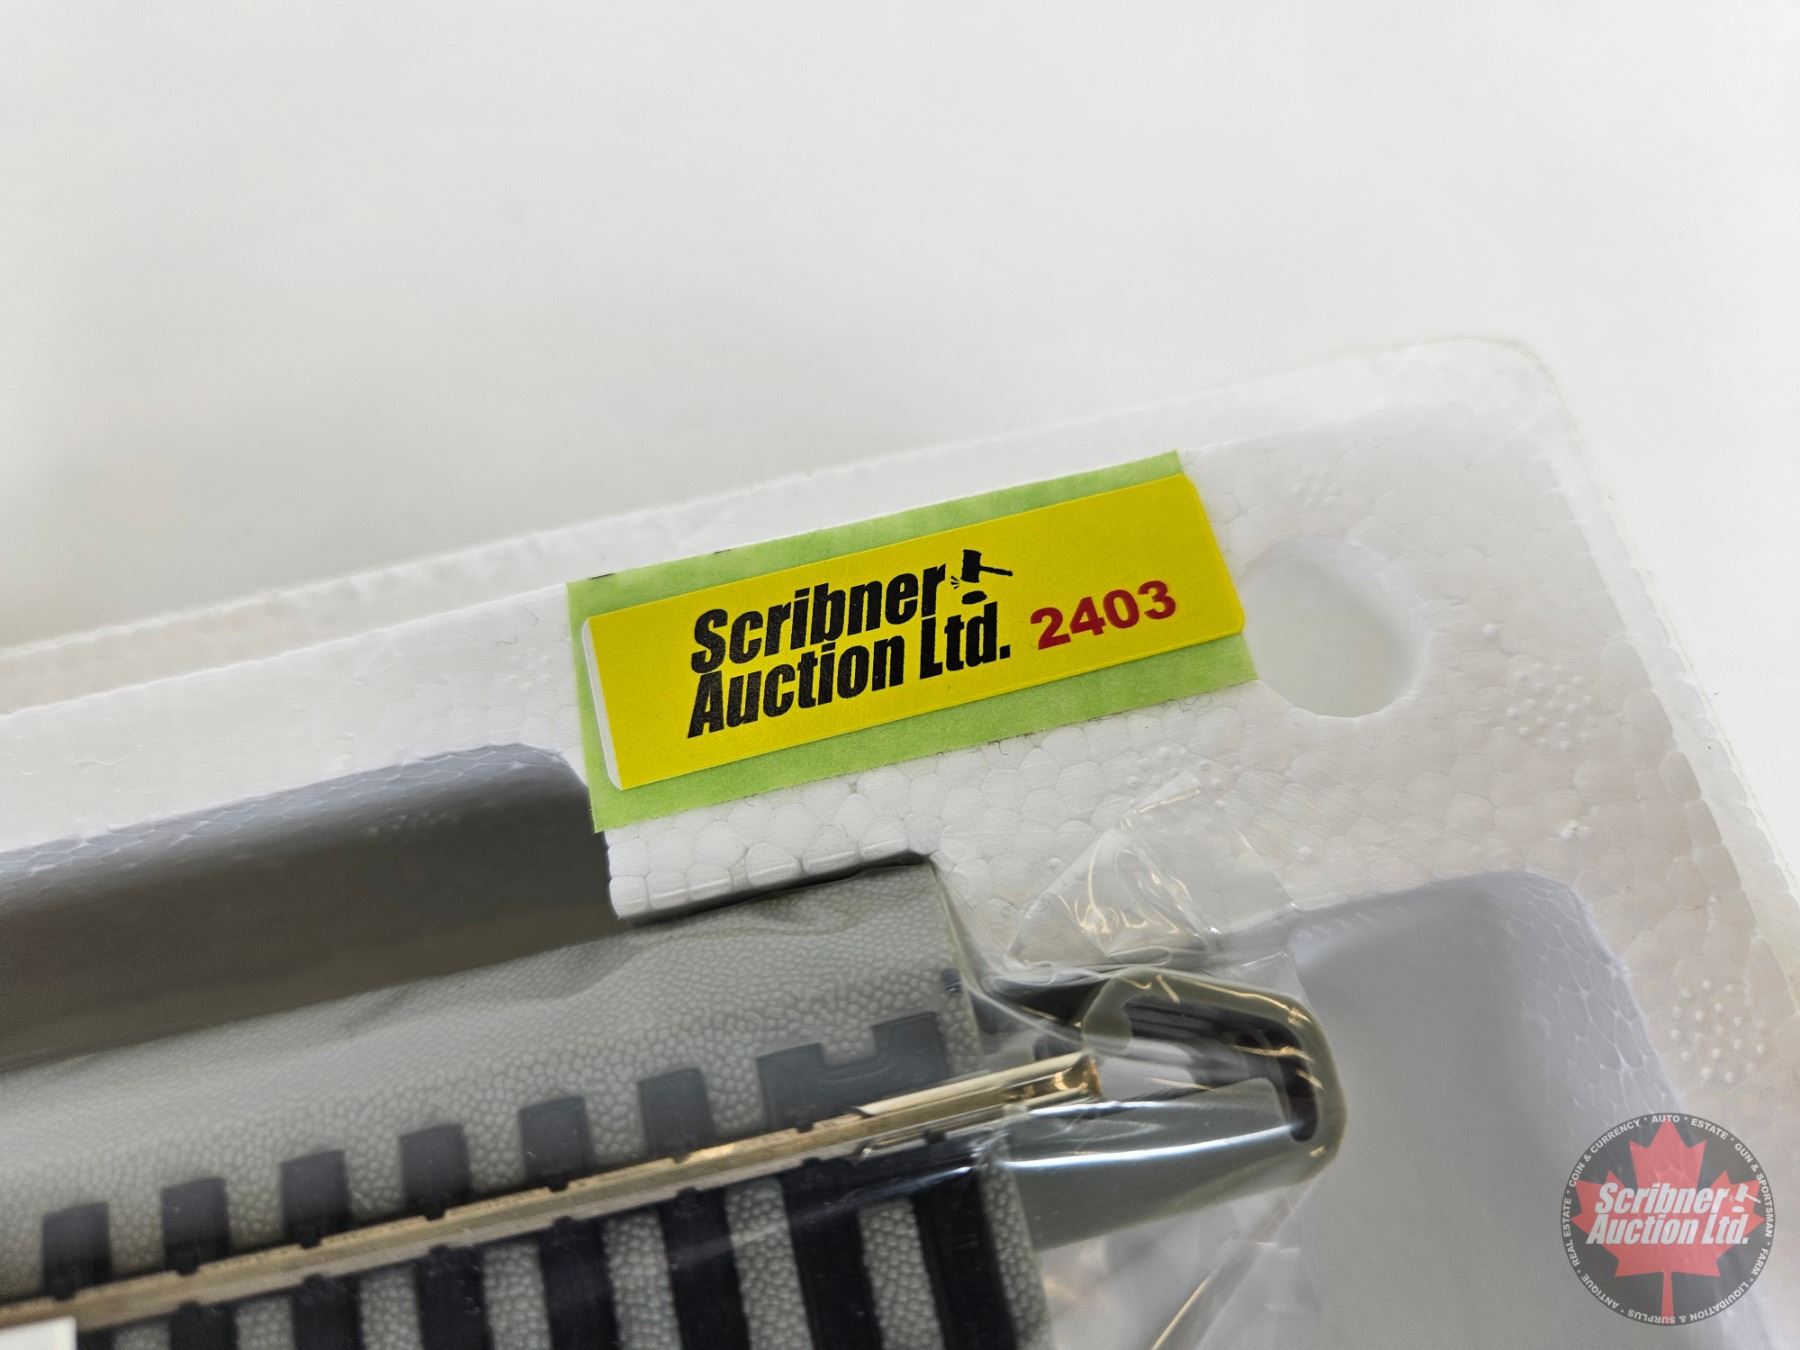 Scribner
Auction Ltd. 2403
COIN & CURRENCY • AUTO • ESTATE • GUN & SPORTSMAN • FARM • LIQUIDATION & SURPLUS • ANTIQUE • REAL ESTATE •
Scribner
Auction Ltd.